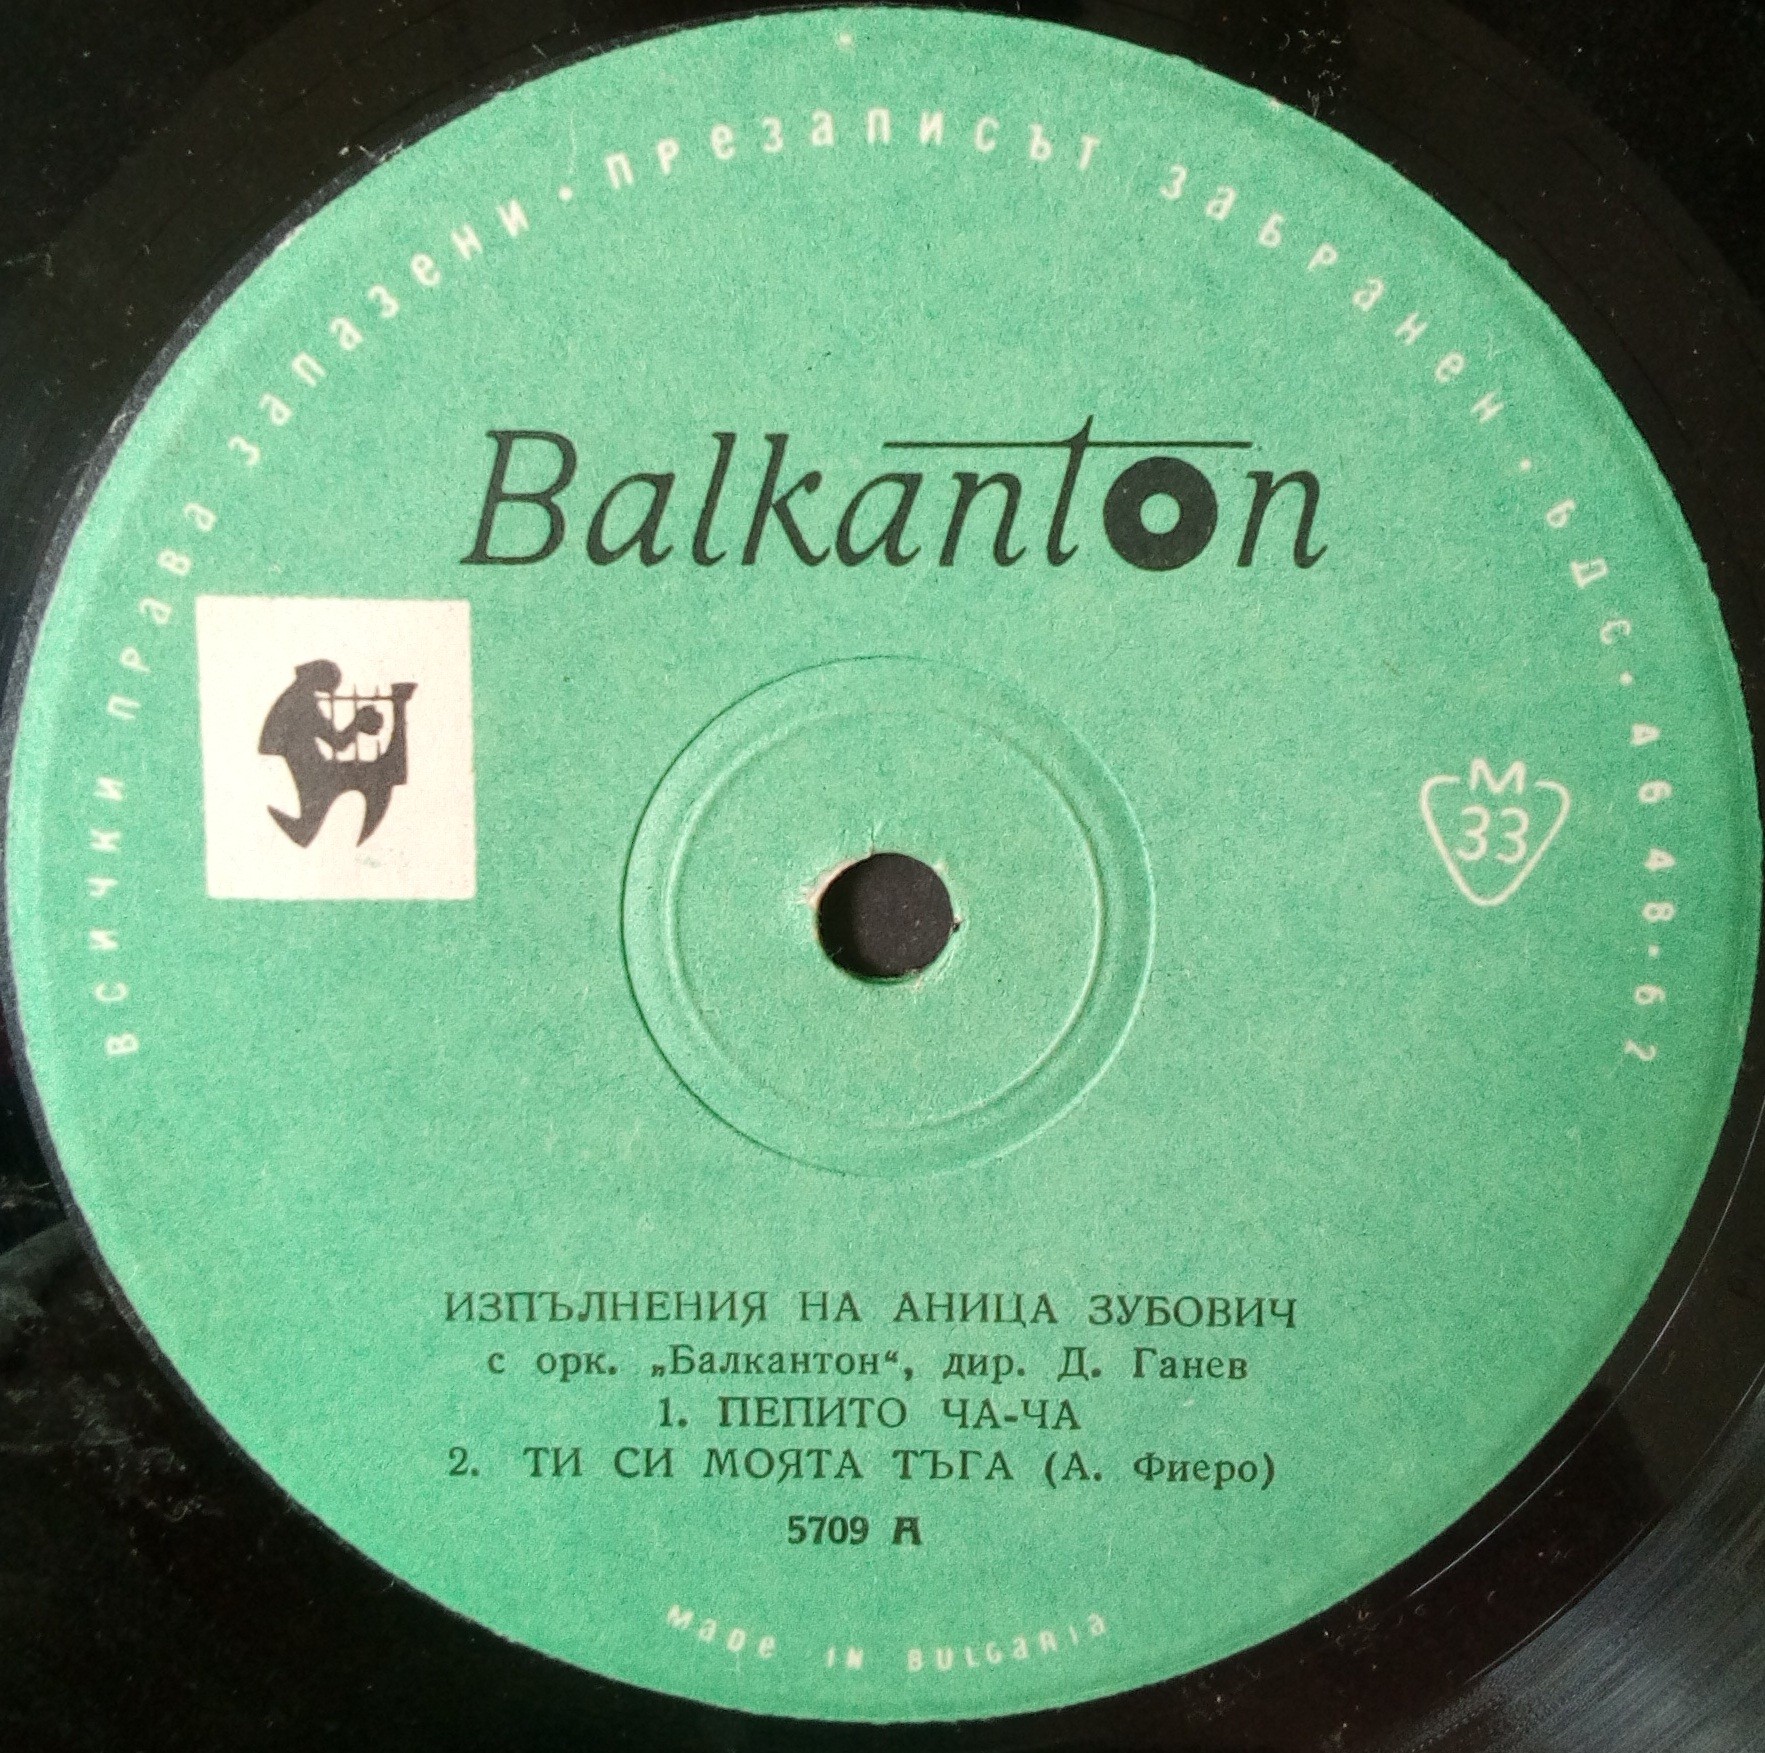 всички права запазени · презаписът забранен · БДС · 4648-62
Balkanton
М
33
ИЗПЪЛНЕНИЯ НА АНИЦА ЗУБОВИЧ
с орк. „Балкантон“, дир. Д. Ганев
1. ПЕПИТО ЧА-ЧА
2. ТИ СИ МОЯТА ТЪГА (А. Фиеро)
5709 А
made in Bulgaria